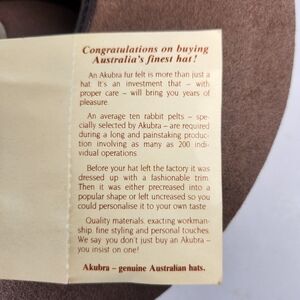 Congratulations on buying
Australia's finest hat!
An Akubra fur felt is more than just a
hat. It's an investment that – with
proper care – will bring you years of
pleasure
An average ten rabbit pelts – spe-
cially selected by Akubra – are required
during a long and painstaking produc-
tion involving as many as 200 indi-
vidual operations
Before your hat left the factory it was
dressed up with a fashionable trim.
Then it was either precreased into a
popular shape or left uncreased so you
could personalise it to your own taste
Quality materials, exacting workman-
ship, fine styling and personal touches.
We say you don't just buy an Akubra –
you insist on one!
Akubra – genuine Australian hats.